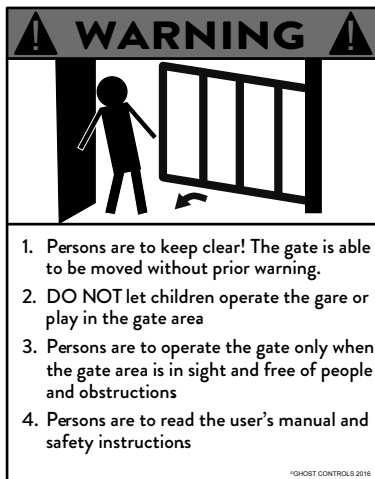 WARNING
1. Persons are to keep clear! The gate is able
to be moved without prior warning.
2. DO NOT let children operate the gare or
play in the gate area
3. Persons are to operate the gate only when
the gate area is in sight and free of people
and obstructions
4. Persons are to read the user's manual and
safety instructions
©GHOST CONTROLS 2016